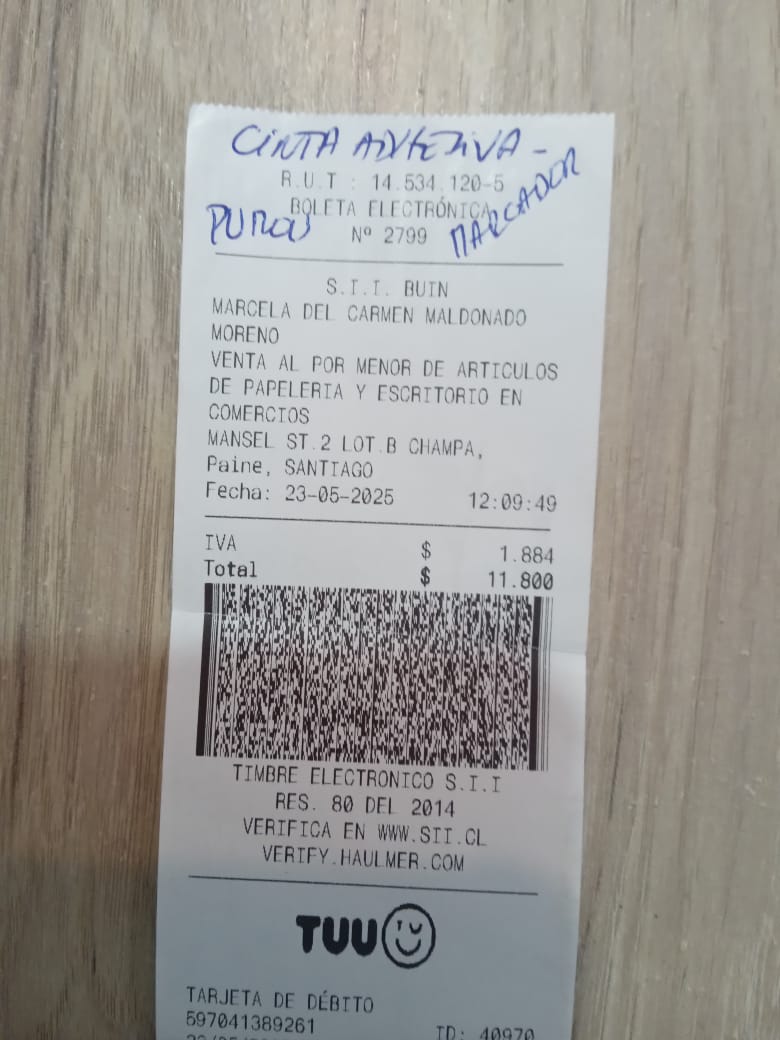 CINTA ADHESIVA -
R.U.T : 14.534.120-5
BOLETA ELECTRÓNICA
Nº 2799
MARCADOR
S.I.I. BUIN
MARCELA DEL CARMEN MALDONADO
MORENO
VENTA AL POR MENOR DE ARTICULOS
DE PAPELERIA Y ESCRITORIO EN
COMERCIOS
MANSEL ST.2 LOT.B CHAMPA,
Paine, SANTIAGO
Fecha: 23-05-2025 12:09:49
IVA $ 1.884
Total $ 11.800
TIMBRE ELECTRONICO S.I.I
RES. 80 DEL 2014
VERIFICA EN WWW.SII.CL
VERIFY.HAULMER.COM
TUU
TARJETA DE DÉBITO
597041389261 ID: 40970